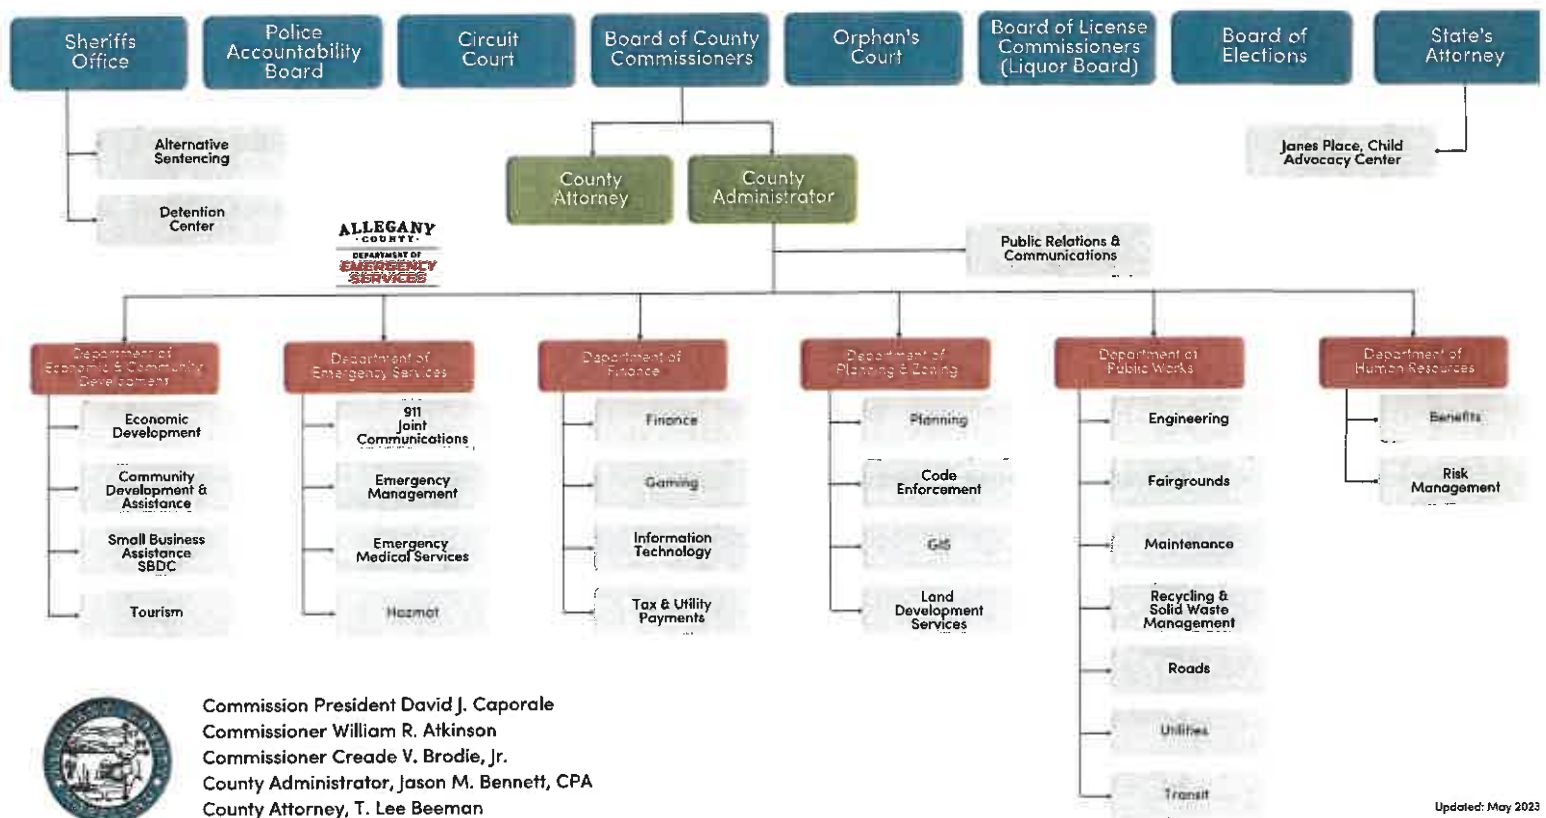 Sheriffs
Office
Police
Accountability
Board
Circuit
Court
Board of County
Commissioners
Orphan's
Court
Board of License
Commissioners
(Liquor Board)
Board of
Elections
State's
Attorney
Alternative
Sentencing
Detention
Center
County
Attorney
County
Administrator
Janes Place, Child
Advocacy Center
ALLEGANY
COUNTY
DEPARTMENT OF
EMERGENCY
SERVICES
Public Relations &
Communications
Department of
Economic & Community
Development
Economic
Development
Community
Development &
Assistance
Small Business
Assistance
SBDC
Tourism
Department of
Emergency Services
911
Joint
Communications
Emergency
Management
Emergency
Medical Services
Hazmat
Department of
Finance
Finance
Gaming
Information
Technology
Tax & Utility
Payments
Department of
Planning & Zoning
Planning
Code
Enforcement
GIS
Land
Development
Services
Department of
Public Works
Engineering
Fairgrounds
Maintenance
Recycling &
Solid Waste
Management
Roads
Utilities
Transit
Department of
Human Resources
Benefits
Risk
Management
Commission President David J. Caporale
Commissioner William R. Atkinson
Commissioner Creade V. Brodie, Jr.
County Administrator, Jason M. Bennett, CPA
County Attorney, T. Lee Beeman
Updated: May 2023